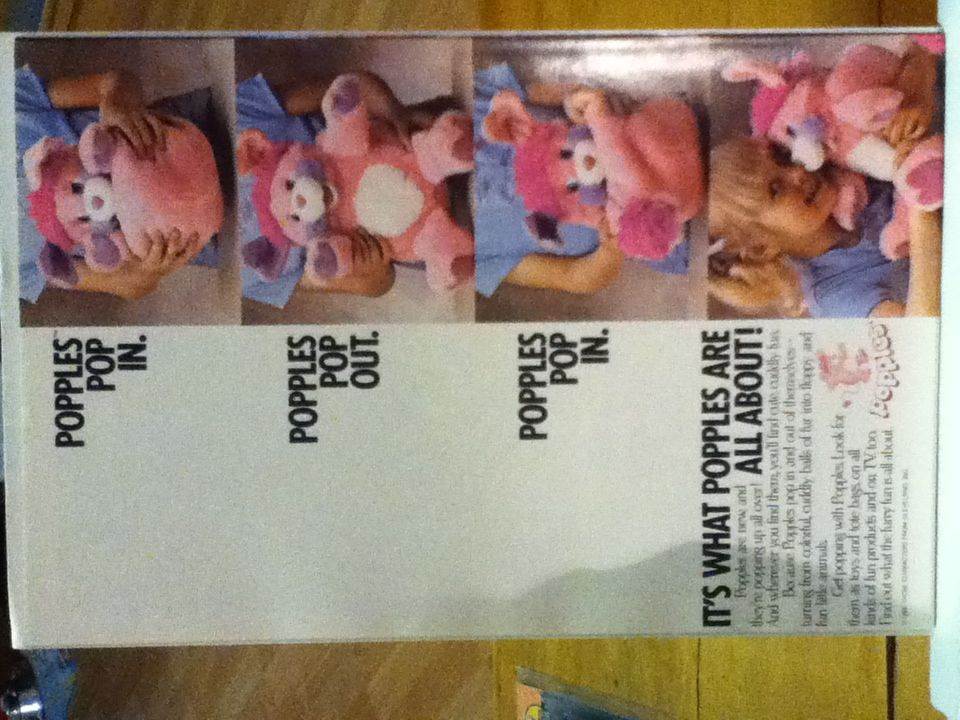 POPPLES™
POP
IN.
POPPLES
POP
OUT.
POPPLES
POP
IN.
IT'S WHAT POPPLES ARE
ALL ABOUT!
Popples are new and
they're popping up all over!
And wherever you find them, you'll find cute, cuddly fun.
Because Popples pop in and out of themselves–
turning from colorful, cuddly balls of fur into floppy and
fun little animals.
Get popping with Popples. Look for
them as toys and tote bags, on all
kinds of fun products and on TV, too.
Find out what the furry fun is all about.
POPPLES